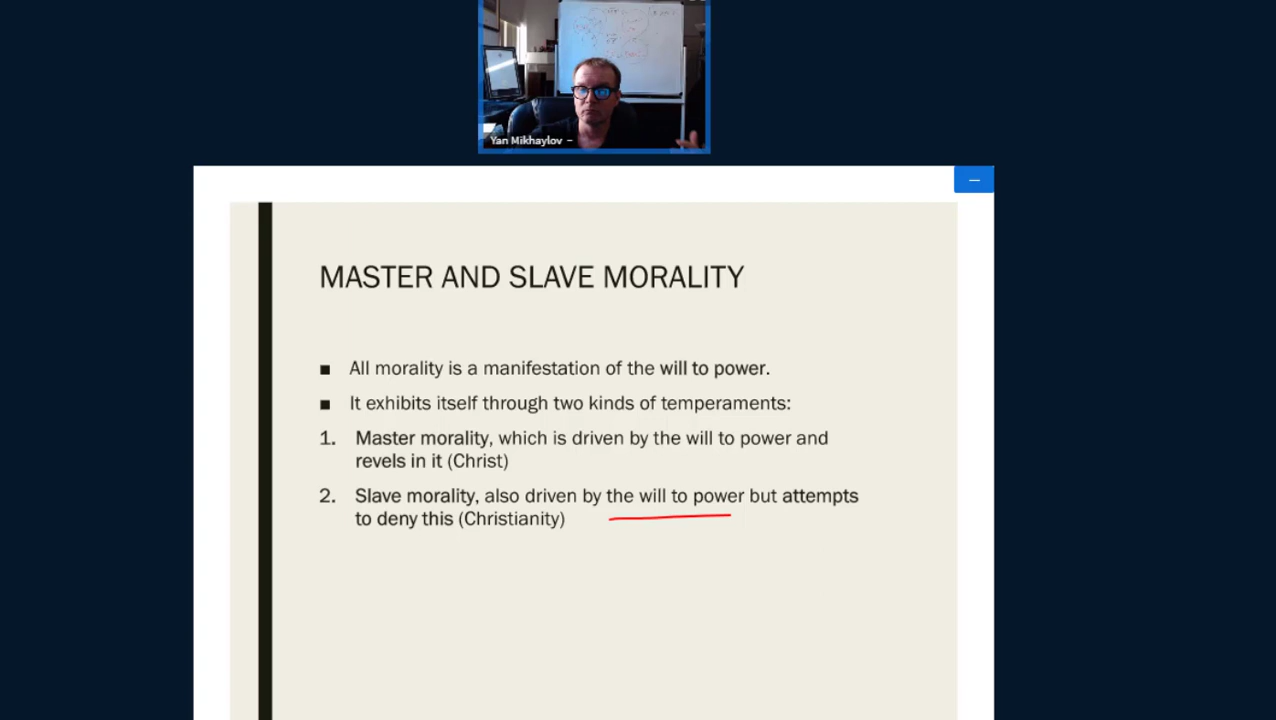 Yan Mikhaylov
MASTER AND SLAVE MORALITY
■ All morality is a manifestation of the will to power.
■ It exhibits itself through two kinds of temperaments:
1. Master morality, which is driven by the will to power and
revels in it (Christ)
2. Slave morality, also driven by the will to power but attempts
to deny this (Christianity)